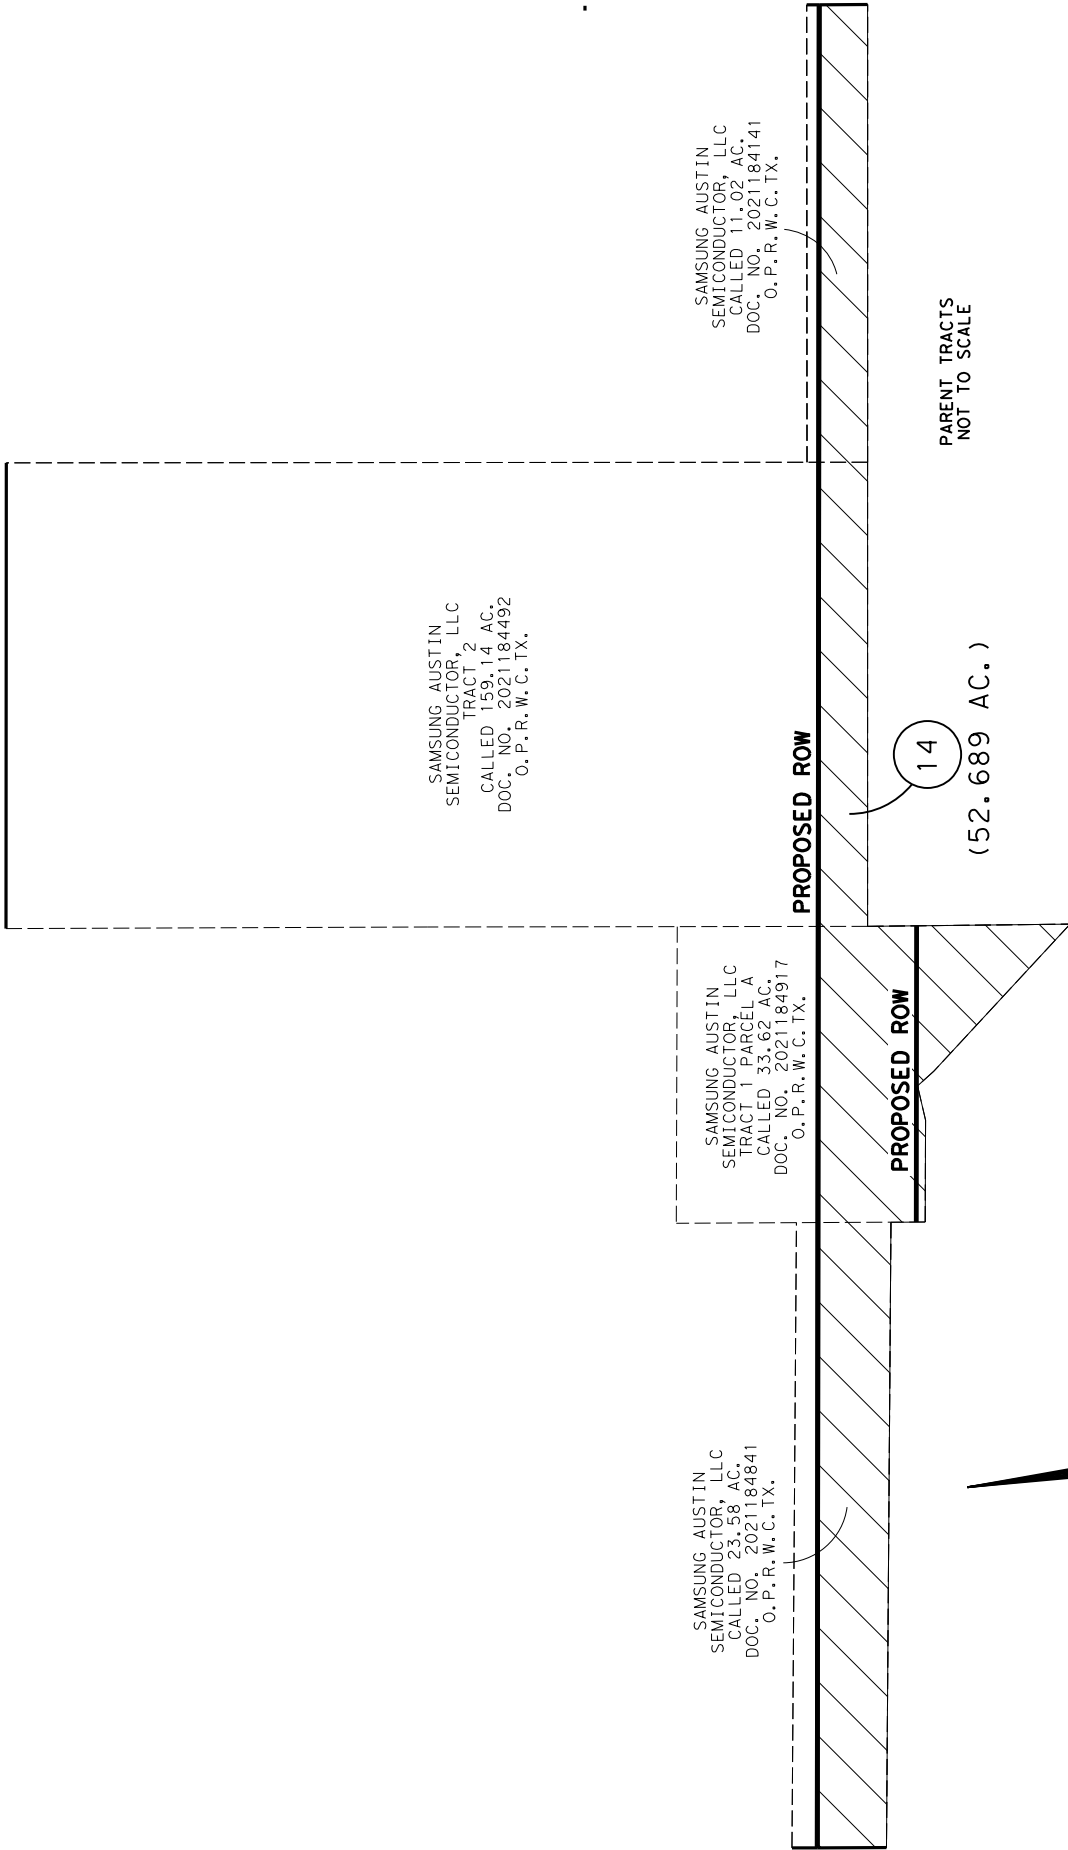 SAMSUNG AUSTIN
SEMICONDUCTOR, LLC
CALLED 11.02 AC.
DOC. NO. 2021184141
O.P.R.W.C.TX.
PARENT TRACTS
NOT TO SCALE
SAMSUNG AUSTIN
SEMICONDUCTOR, LLC
TRACT 2
CALLED 159.14 AC.
DOC. NO. 2021184492
O.P.R.W.C.TX.
PROPOSED ROW
14
(52.689 AC.)
SAMSUNG AUSTIN
SEMICONDUCTOR, LLC
TRACT 1 PARCEL A
CALLED 33.62 AC.
DOC. NO. 2021184917
O.P.R.W.C.TX.
PROPOSED ROW
SAMSUNG AUSTIN
SEMICONDUCTOR, LLC
CALLED 23.58 AC.
DOC. NO. 2021184841
O.P.R.W.C.TX.